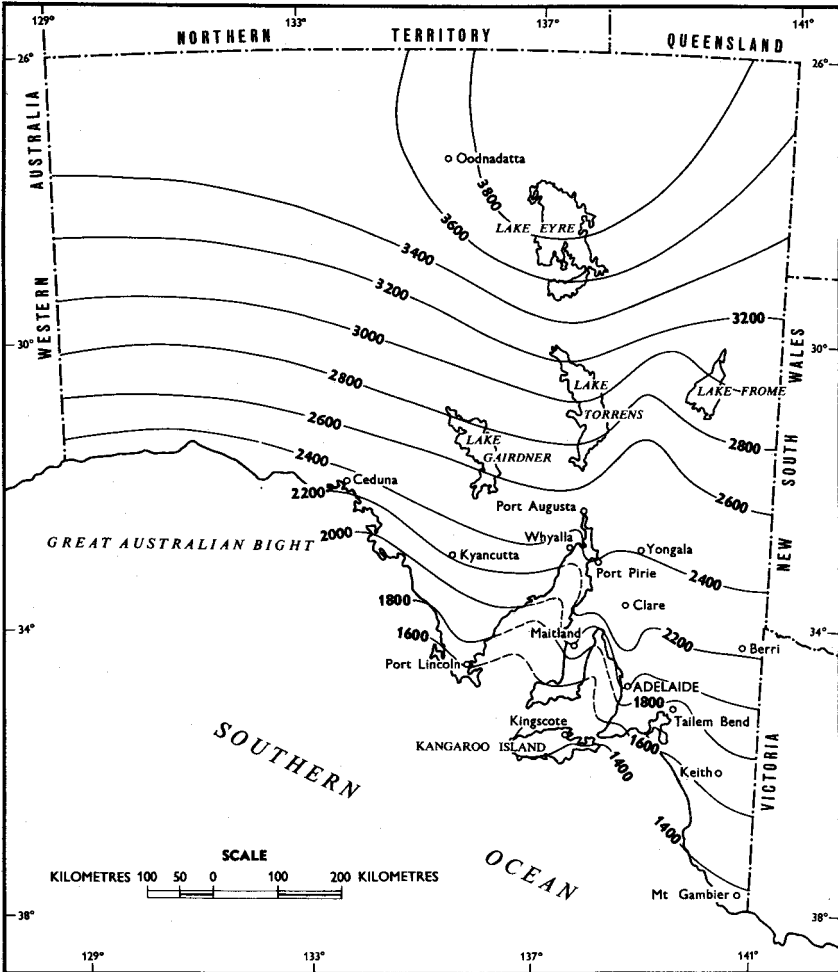 129°
133°
137°
141°
NORTHERN TERRITORY
QUEENSLAND
26°
26°
WESTERN AUSTRALIA
Oodnadatta
3800
LAKE EYRE
3600
3400
3200
3200
3000
30°
30°
2800
LAKE TORRENS
LAKE FROME
NEW SOUTH WALES
2600
LAKE GAIRDNER
2800
2400
2600
Ceduna
2200
Port Augusta
2000
Whyalla
GREAT AUSTRALIAN BIGHT
Kyancutta
Yongala
Port Pirie
2400
1800
Clare
34°
34°
1600
Maitland
2200
Berri
Port Lincoln
ADELAIDE
1800
Tailem Bend
Kingscote
1600
KANGAROO ISLAND
1400
Keith
VICTORIA
SOUTHERN OCEAN
1400
SCALE
KILOMETRES 100 50 0 100 200 KILOMETRES
Mt Gambier
38°
38°
129°
133°
137°
141°